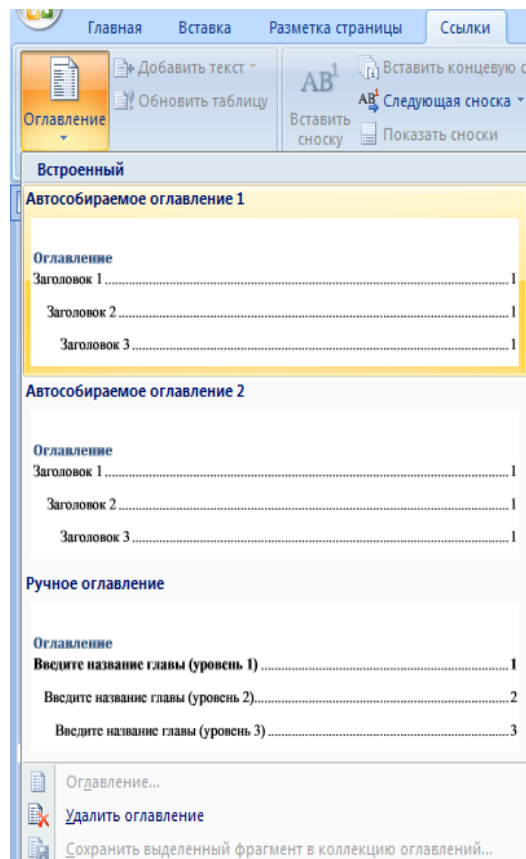 Главная Вставка Разметка страницы Ссылки
Добавить текст
Обновить таблицу
Оглавление
AB1
Вставить сноску
Вставить концевую с
AB1 Следующая сноска
Показать сноски
Встроенный
Автособираемое оглавление 1
Оглавление
Заголовок 1.......1
Заголовок 2.......1
Заголовок 3.......1
Автособираемое оглавление 2
Оглавление
Заголовок 1.......1
Заголовок 2.......1
Заголовок 3.......1
Ручное оглавление
Оглавление
Введите название главы (уровень 1).......1
Введите название главы (уровень 2).......2
Введите название главы (уровень 3).......3
Оглавление...
Удалить оглавление
Сохранить выделенный фрагмент в коллекцию оглавлений...